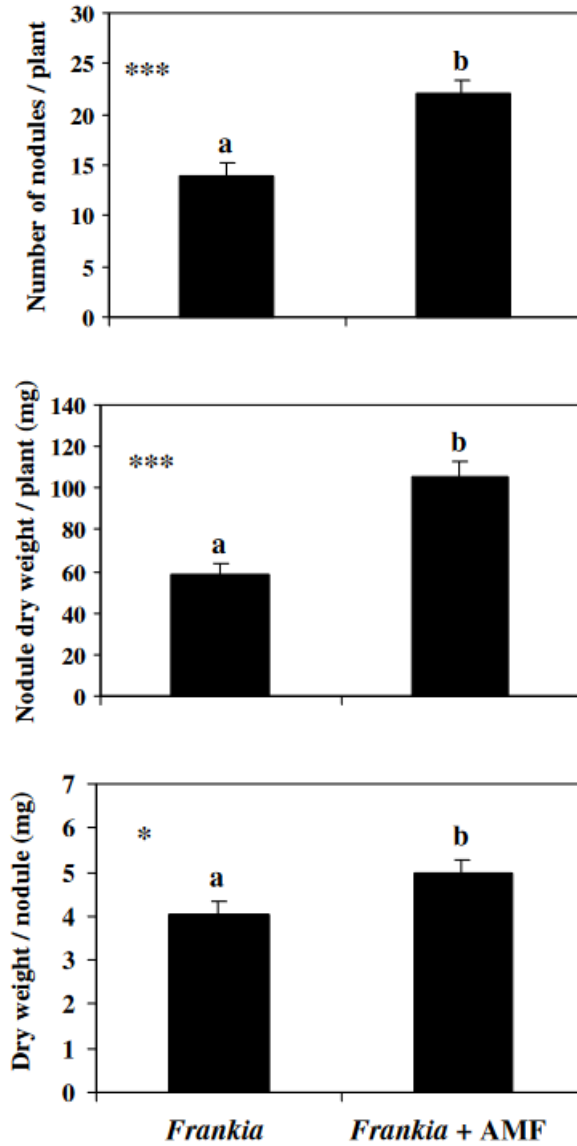 Number of nodules / plant
30
25
20
15
10
5
0
***
a
b
Nodule dry weight / plant (mg)
140
120
100
80
60
40
20
0
***
a
b
Dry weight / nodule (mg)
7
6
5
4
3
2
1
0
*
a
b
Frankia
Frankia + AMF